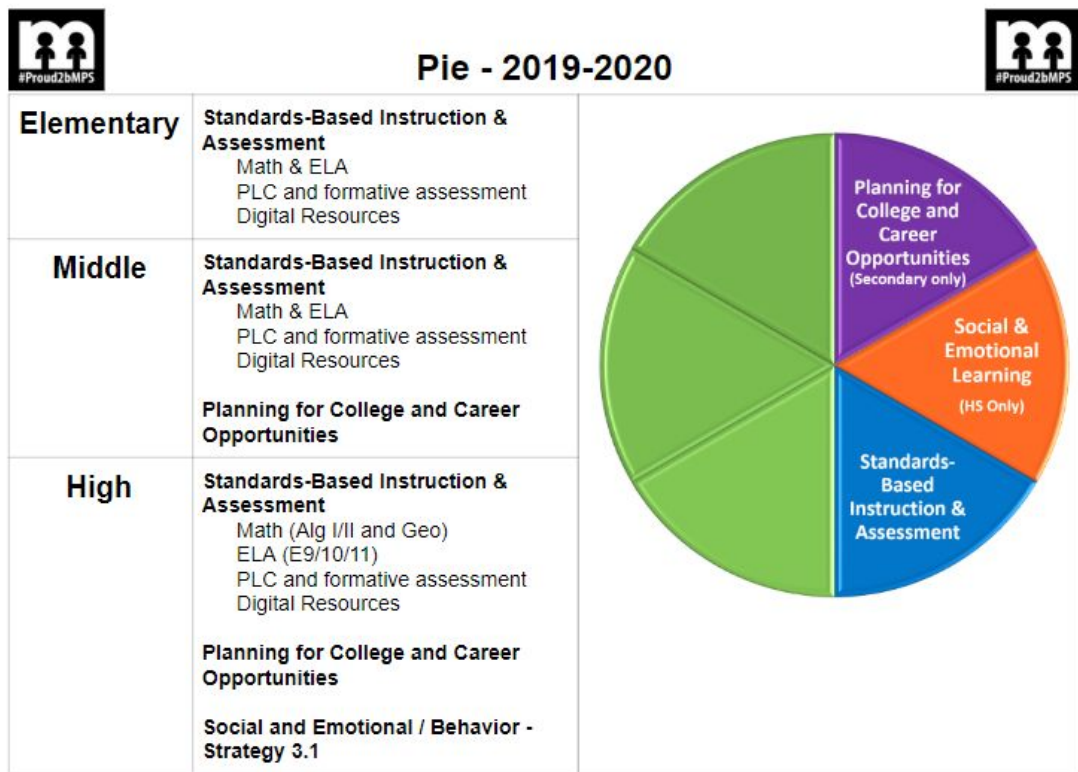 #Proud2bMPS
Pie - 2019-2020
#Proud2bMPS
Elementary
Standards-Based Instruction &
Assessment
Math & ELA
PLC and formative assessment
Digital Resources
Middle
Standards-Based Instruction &
Assessment
Math & ELA
PLC and formative assessment
Digital Resources
Planning for College and Career
Opportunities
High
Standards-Based Instruction &
Assessment
Math (Alg I/II and Geo)
ELA (E9/10/11)
PLC and formative assessment
Digital Resources
Planning for College and Career
Opportunities
Social and Emotional / Behavior -
Strategy 3.1
Planning for
College and
Career
Opportunities
(Secondary only)
Social &
Emotional
Learning
(HS Only)
Standards-
Based
Instruction &
Assessment